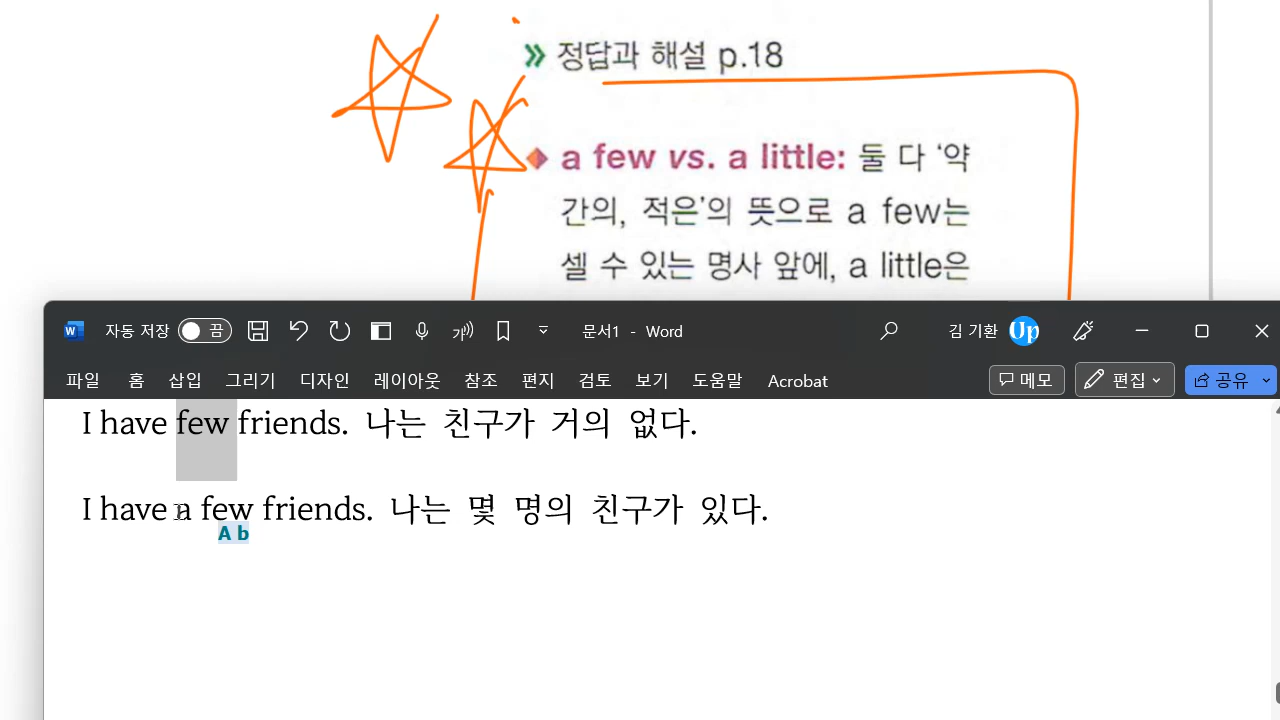 정답과 해설 p.18
a few vs. a little: 둘 다 ‘약
간의, 적은’의 뜻으로 a few는
셀 수 있는 명사 앞에, a little은
자동 저장 끔 문서1 - Word 김 기환 Up
파일 홈 삽입 그리기 디자인 레이아웃 참조 편지 검토 보기 도움말 Acrobat 메모 편집 공유
I have few friends. 나는 친구가 거의 없다.
I have a few friends. 나는 몇 명의 친구가 있다.
A b